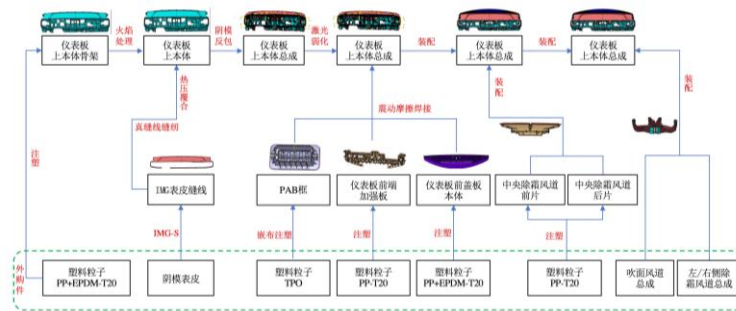 火焰
处理
阴模
反包
激光
弱化
装配
装配
仪表板
上本体骨架
仪表板
上本体
仪表板
上本体总成
仪表板
上本体总成
仪表板
上本体总成
仪表板
上本体总成
热压覆合
装配
装配
震动摩擦焊接
真缝线缝纫
注塑
IMG表皮缝线
PAB框
仪表板前端
加强板
仪表板前盖板
本体
中央除霜风道
前片
中央除霜风道
后片
IMG-S
嵌布注塑
注塑
注塑
注塑
外购件
塑料粒子
PP+EPDM-T20
阴模表皮
塑料粒子
TPO
塑料粒子
PP-T20
塑料粒子
PP+EPDM-T20
塑料粒子
PP-T20
吹面风道
总成
左/右侧除
霜风道总成